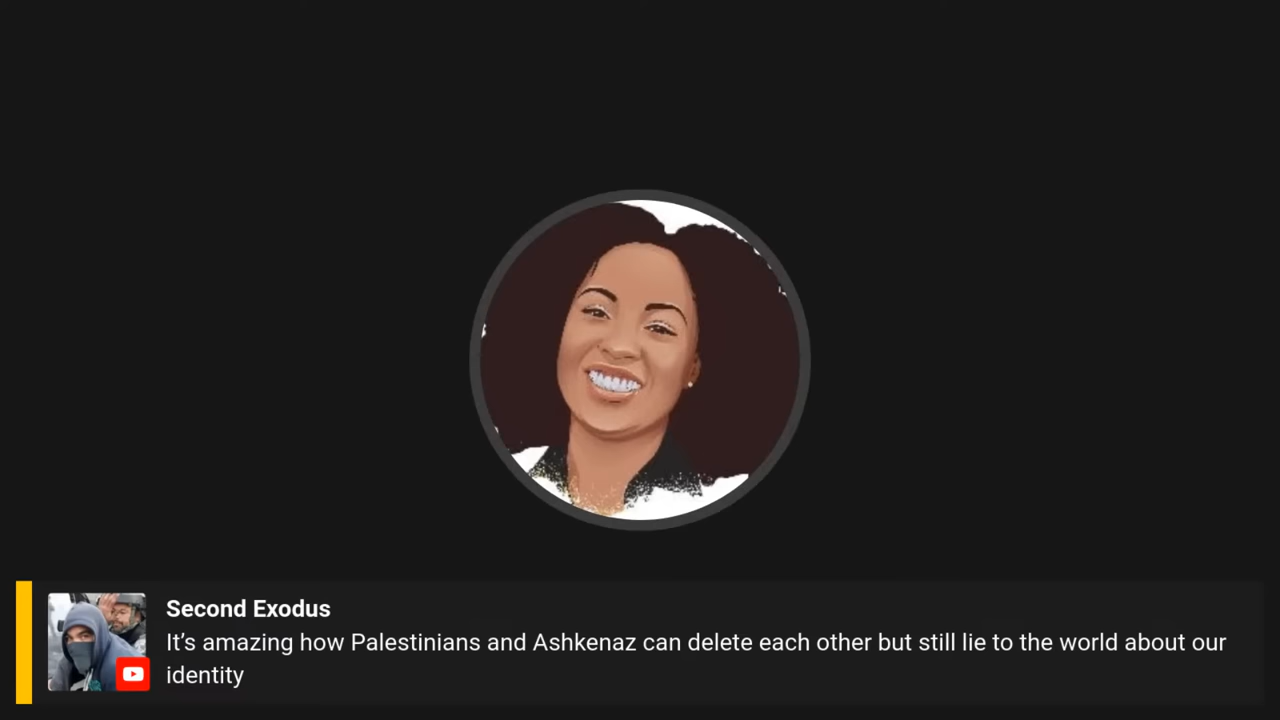 Second Exodus
It’s amazing how Palestinians and Ashkenaz can delete each other but still lie to the world about our
identity